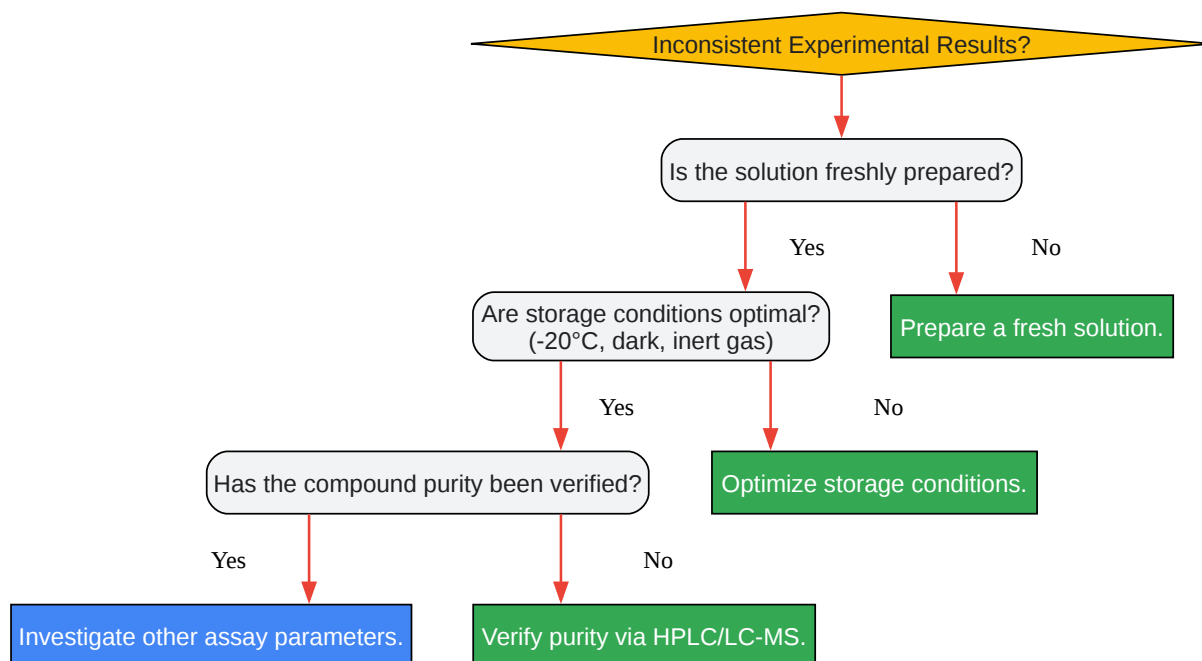 Inconsistent Experimental Results?
Is the solution freshly prepared?
Yes
No
Are storage conditions optimal?
(-20°C, dark, inert gas)
Prepare a fresh solution.
Yes
No
Has the compound purity been verified?
Optimize storage conditions.
Yes
No
Investigate other assay parameters.
Verify purity via HPLC/LC-MS.